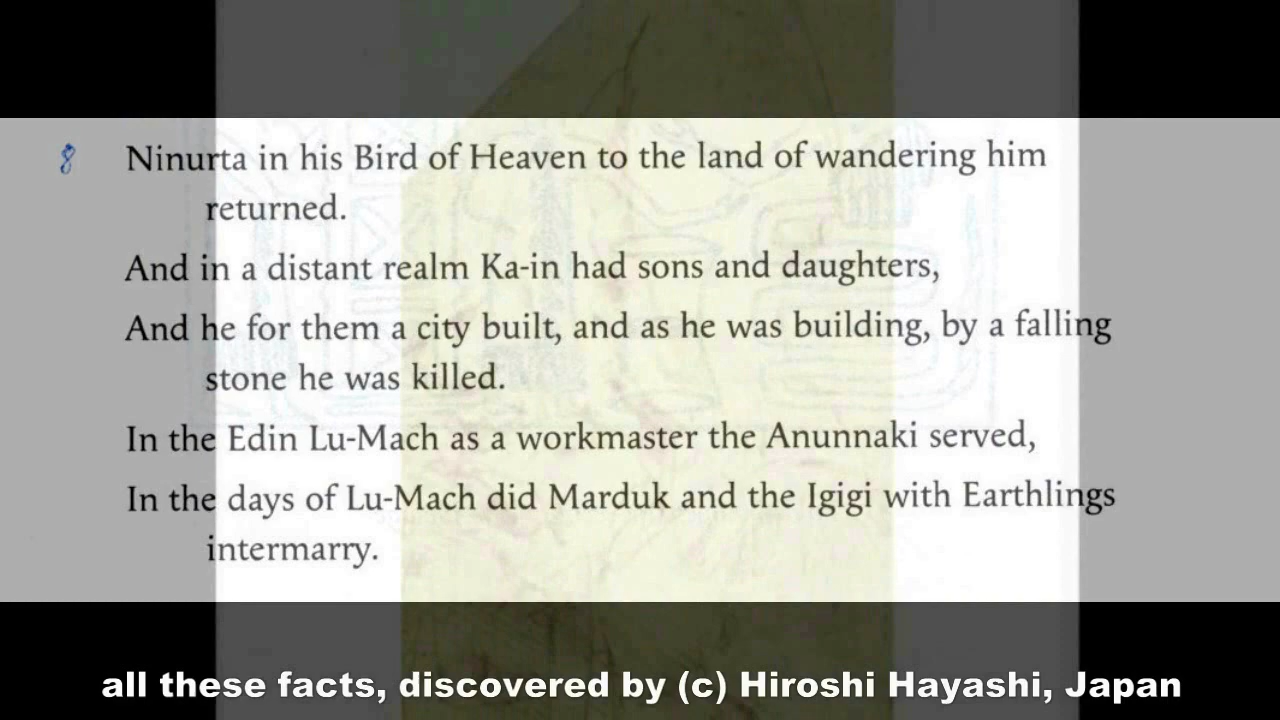 8 Ninurta in his Bird of Heaven to the land of wandering him
returned.
And in a distant realm Ka-in had sons and daughters,
And he for them a city built, and as he was building, by a falling
stone he was killed.
In the Edin Lu-Mach as a workmaster the Anunnaki served,
In the days of Lu-Mach did Marduk and the Igigi with Earthlings
intermarry.
all these facts, discovered by (c) Hiroshi Hayashi, Japan